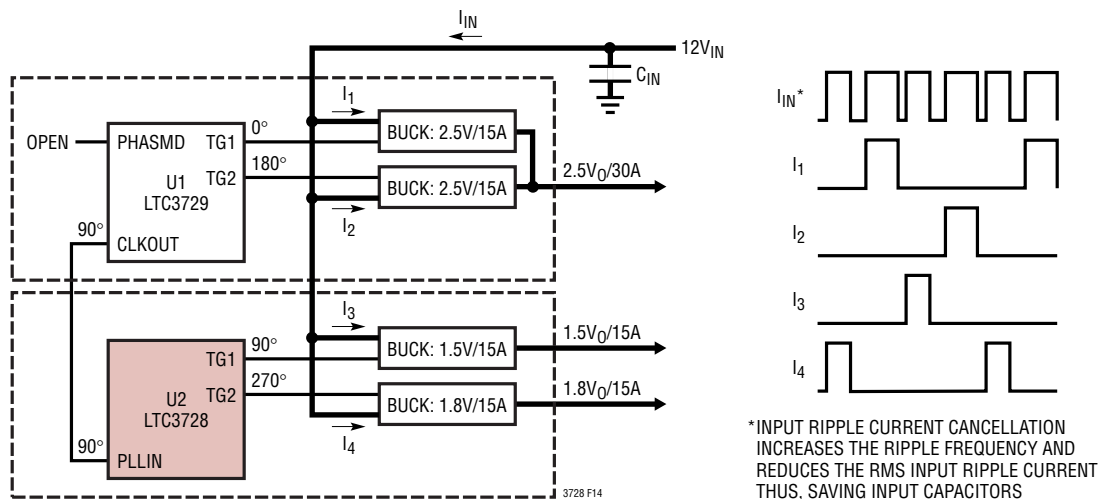 I_IN
12V_IN
C_IN
I_1
BUCK: 2.5V/15A
OPEN
PHASMD
TG1
0°
U1
LTC3729
TG2
180°
BUCK: 2.5V/15A
2.5V_O/30A
I_2
90°
CLKOUT
I_3
BUCK: 1.5V/15A
1.5V_O/15A
TG1
90°
U2
LTC3728
TG2
270°
BUCK: 1.8V/15A
1.8V_O/15A
I_4
90°
PLLIN
3728 F14
I_IN*
I_1
I_2
I_3
I_4
*INPUT RIPPLE CURRENT CANCELLATION
INCREASES THE RIPPLE FREQUENCY AND
REDUCES THE RMS INPUT RIPPLE CURRENT
THUS, SAVING INPUT CAPACITORS